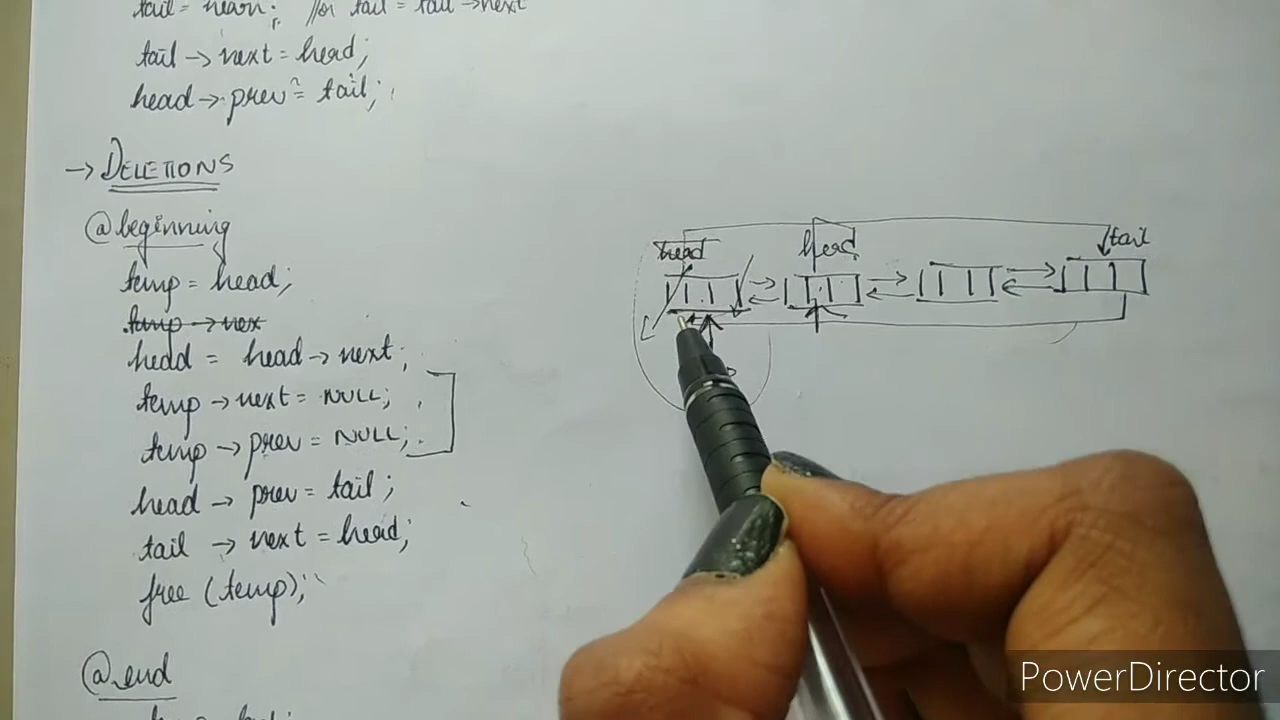 tail → next = head;
head → prev = tail;
→ DELETIONS
@beginning
temp = head;
temp → nex
head = head → next;
temp → next = NULL;
temp → prev = NULL;
head → prev = tail;
tail → next = head;
free (temp);
@end
head head tail
PowerDirector